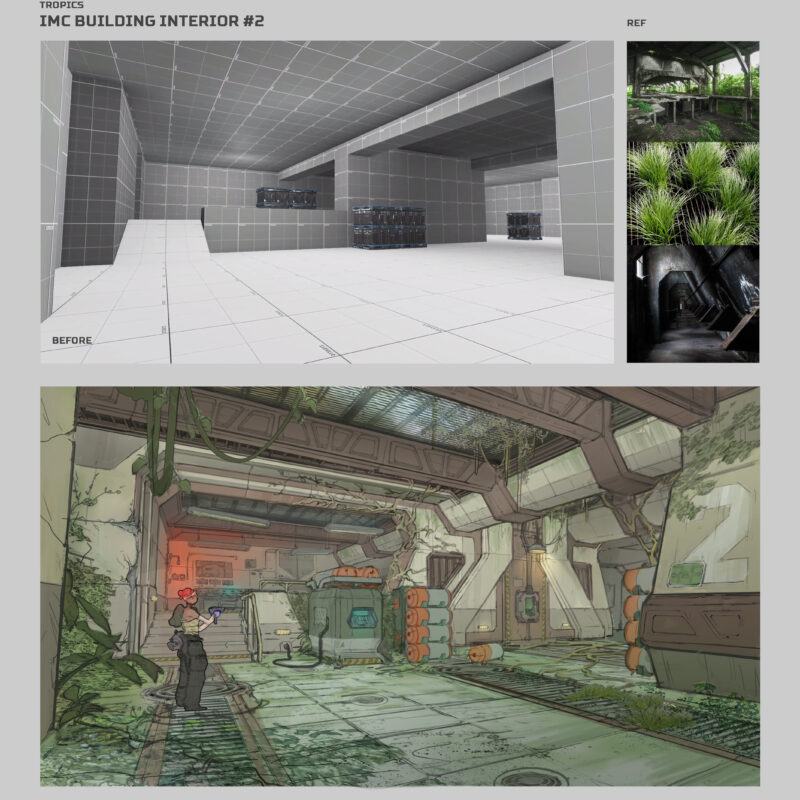 TROPICS
IMC BUILDING INTERIOR #2
REF
BEFORE
2